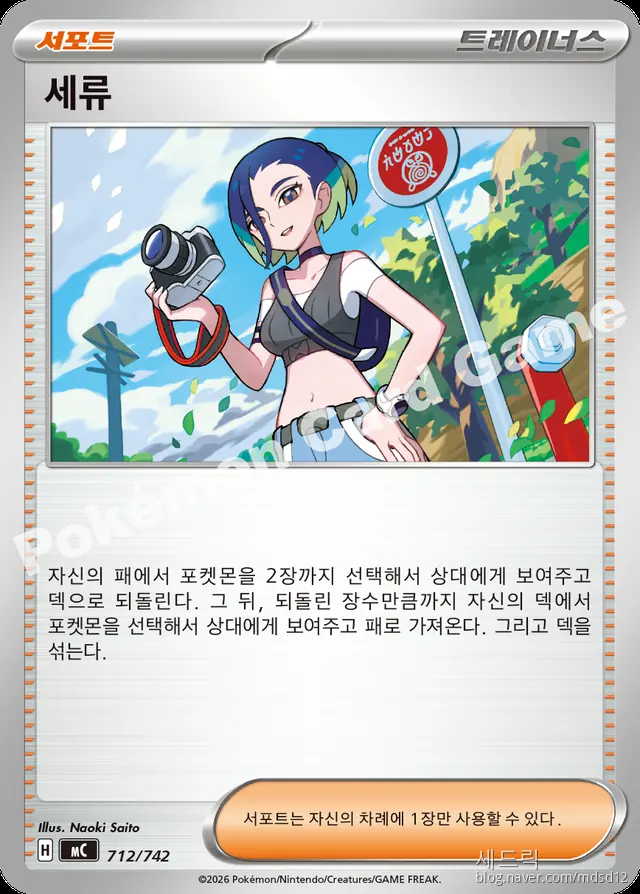 서포트
트레이너스
세류
Pokémon Card Game
자신의 패에서 포켓몬을 2장까지 선택해서 상대에게 보여주고
덱으로 되돌린다. 그 뒤, 되돌린 장수만큼까지 자신의 덱에서
포켓몬을 선택해서 상대에게 보여주고 패로 가져온다. 그리고 덱을
섞는다.
서포트는 자신의 차례에 1장만 사용할 수 있다.
Illus. Naoki Saito
H MC 712/742
세드릭
blog.naver.com/mdsd12
©2026 Pokémon/Nintendo/Creatures/GAME FREAK.